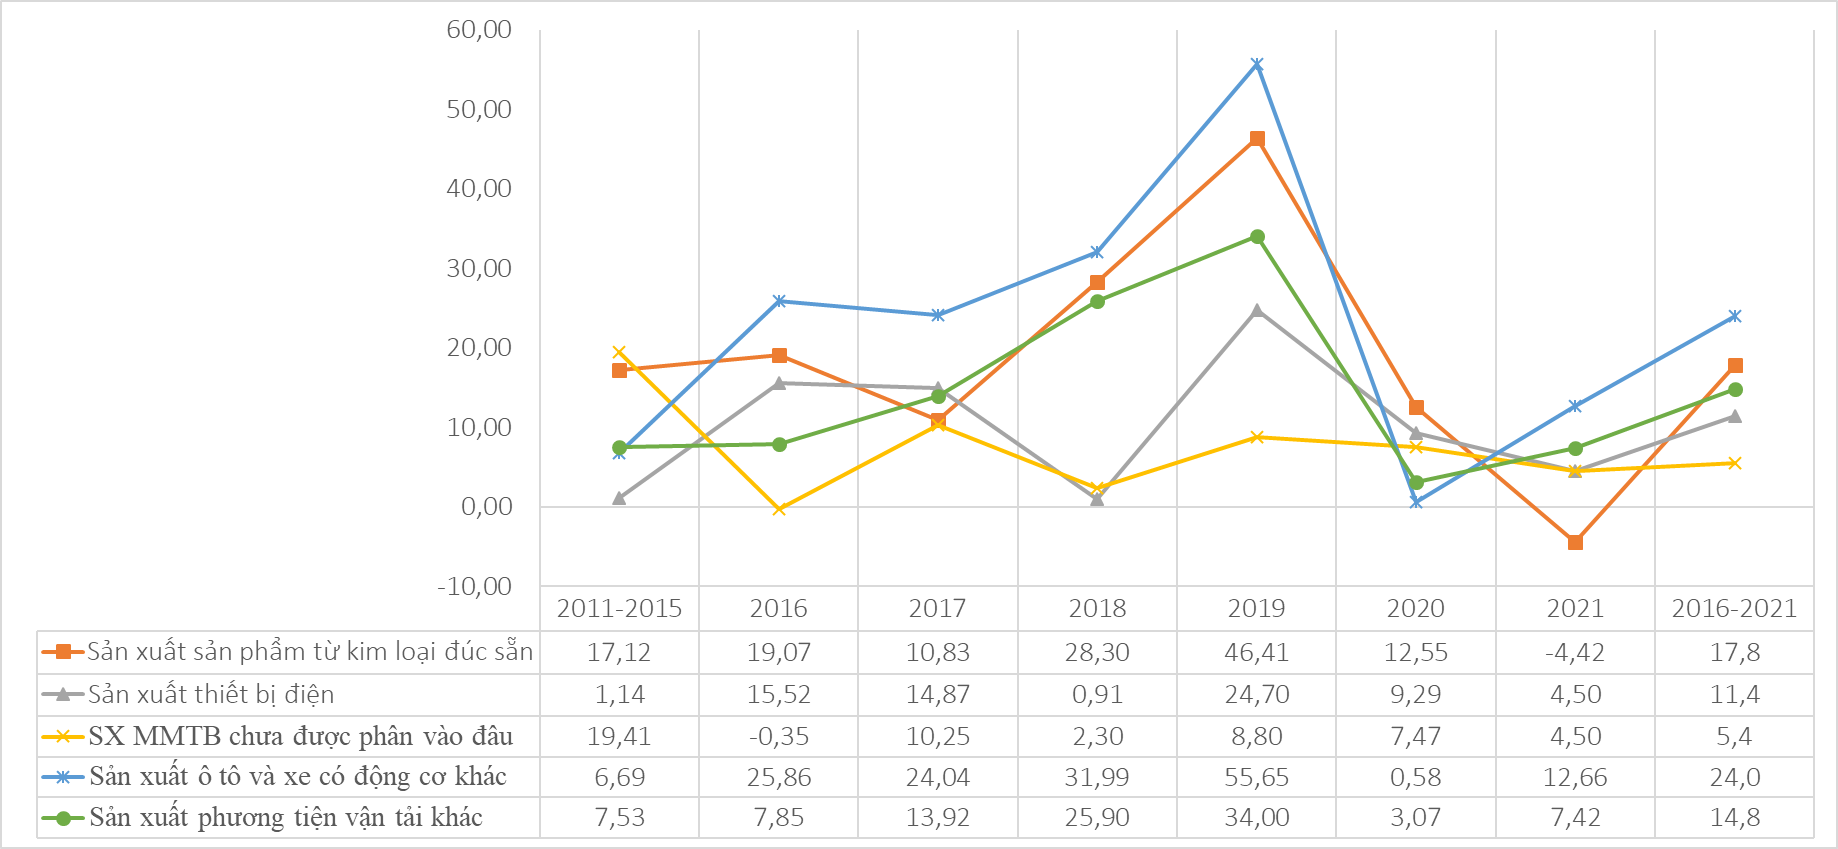 60,00
50,00
40,00
30,00
20,00
10,00
0,00
-10,00
2011-2015 2016 2017 2018 2019 2020 2021 2016-2021
Sản xuất sản phẩm từ kim loại đúc sẵn 17,12 19,07 10,83 28,30 46,41 12,55 -4,42 17,8
Sản xuất thiết bị điện 1,14 15,52 14,87 0,91 24,70 9,29 4,50 11,4
SX MMTB chưa được phân vào đâu 19,41 -0,35 10,25 2,30 8,80 7,47 4,50 5,4
Sản xuất ô tô và xe có động cơ khác 6,69 25,86 24,04 31,99 55,65 0,58 12,66 24,0
Sản xuất phương tiện vận tải khác 7,53 7,85 13,92 25,90 34,00 3,07 7,42 14,8